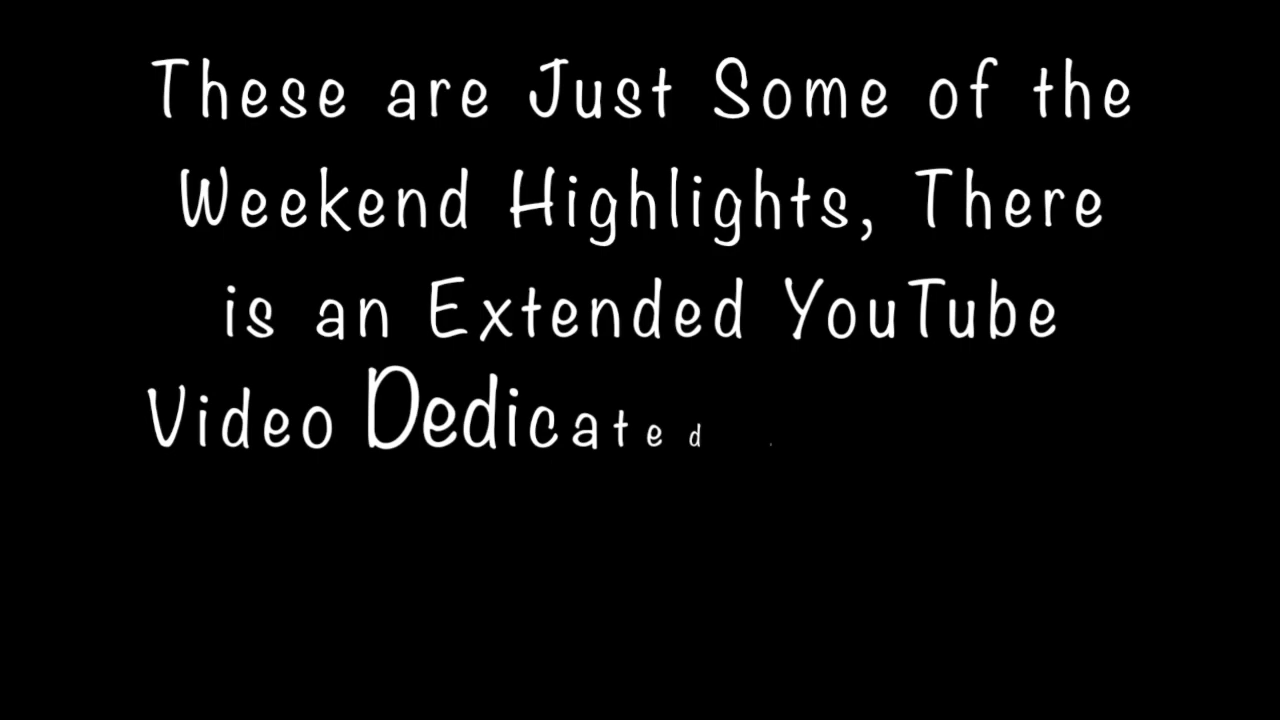 These are Just Some of the
Weekend Highlights, There
is an Extended YouTube
Video Dedicated